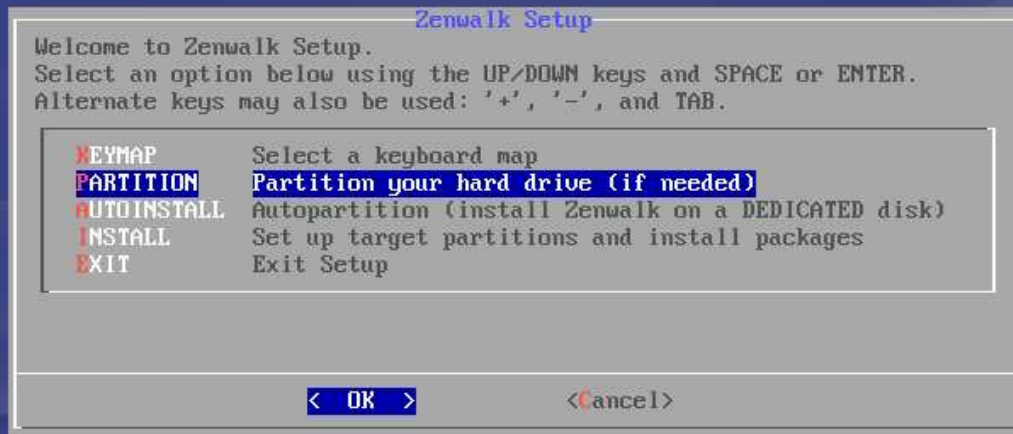 Zenwalk Setup
Welcome to Zenwalk Setup.
Select an option below using the UP/DOWN keys and SPACE or ENTER.
Alternate keys may also be used: '+', '-', and TAB.
KEYMAP Select a keyboard map
PARTITION Partition your hard drive (if needed)
AUTOINSTALL Autopartition (install Zenwalk on a DEDICATED disk)
INSTALL Set up target partitions and install packages
EXIT Exit Setup
< OK > <Cancel>